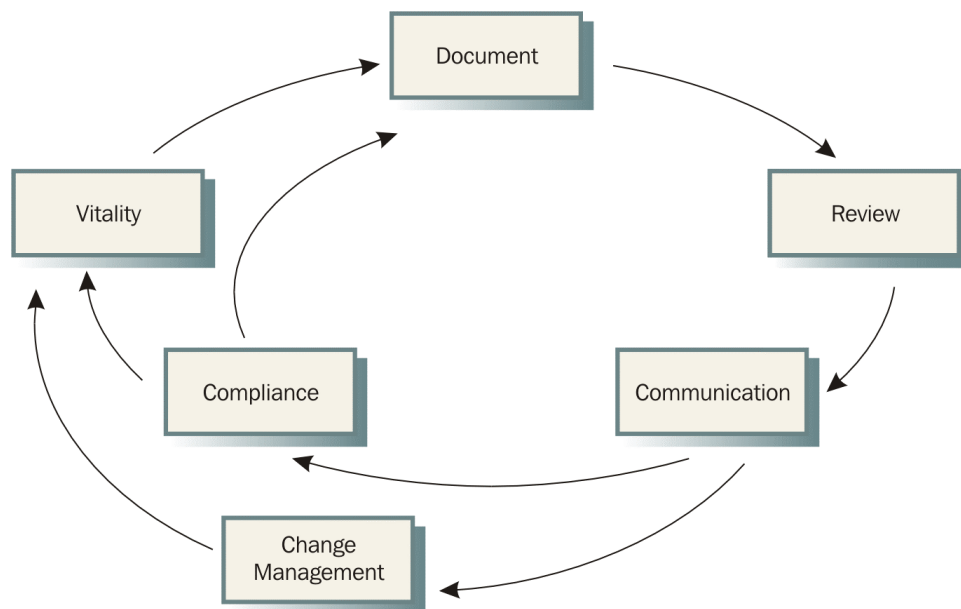 Document
Vitality
Review
Compliance
Communication
Change
Management